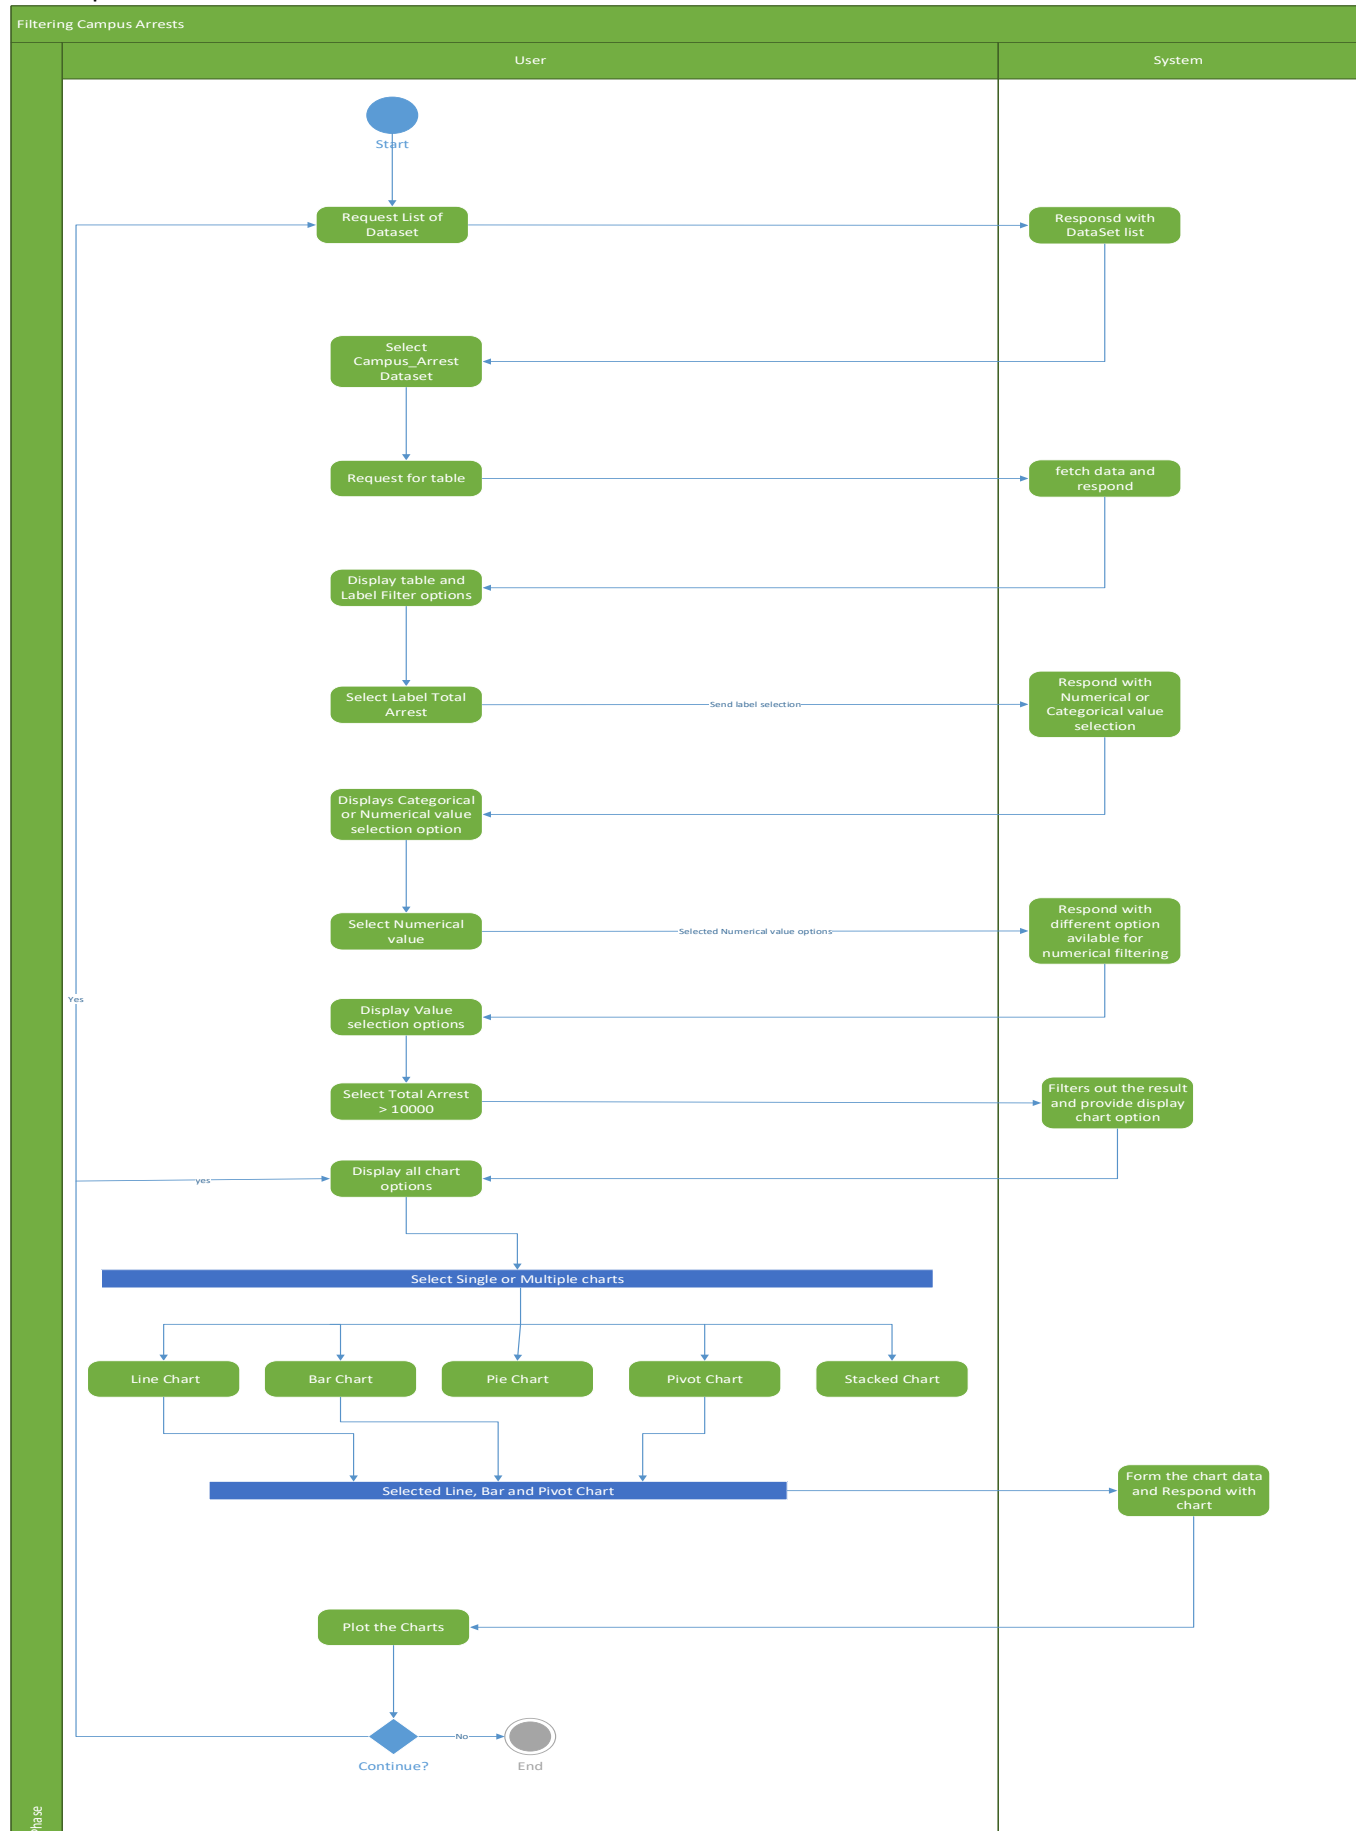 Filtering Campus Arrests
User
System
Start
Request List of
Dataset
Responsd with
DataSet list
Select
Campus_Arrest
Dataset
Request for table
fetch data and
respond
Display table and
Label Filter options
Select Label Total
Arrest
Send label selection
Respond with
Numerical or
Categorical value
selection
Displays Categorical
or Numerical value
selection option
Select Numerical
value
Selected Numerical value options
Respond with
different option
avilable for
numerical filtering
Yes
Display Value
selection options
Select Total Arrest
> 10000
Filters out the result
and provide display
chart option
Display all chart
options
yes
Select Single or Multiple charts
Line Chart
Bar Chart
Pie Chart
Pivot Chart
Stacked Chart
Selected Line, Bar and Pivot Chart
Form the chart data
and Respond with
chart
Plot the Charts
No
Continue?
End
Phase